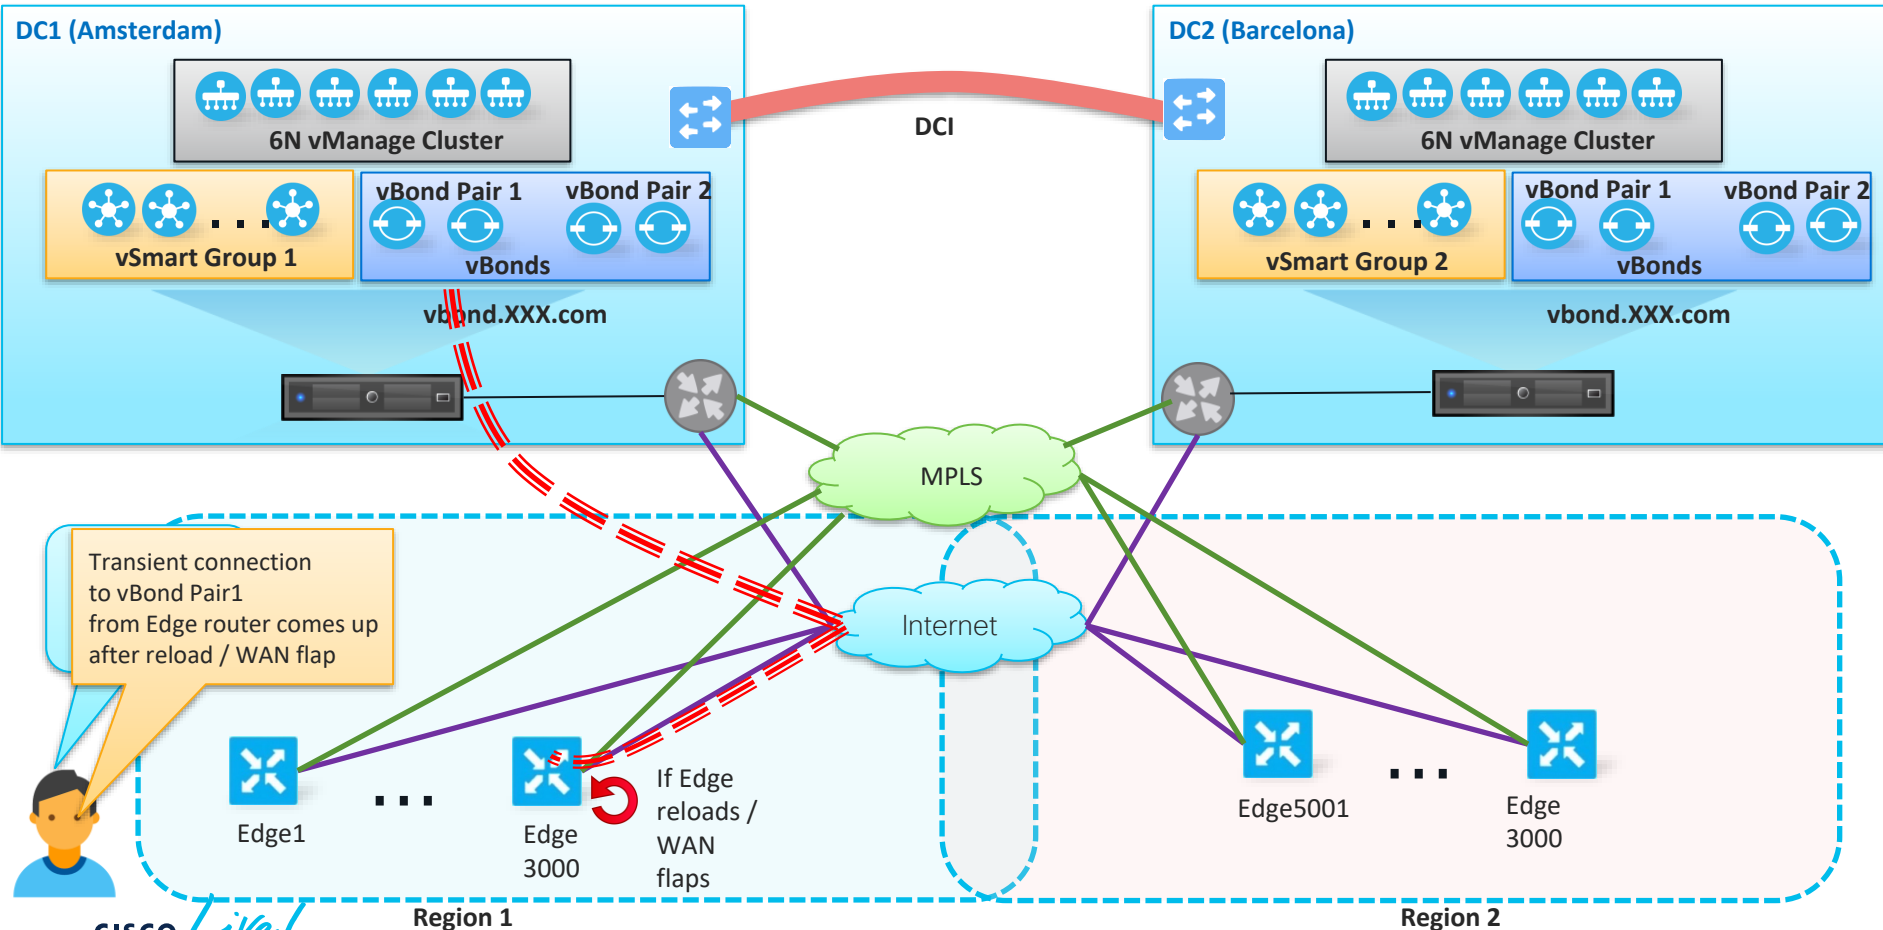 DC1 (Amsterdam)
6N vManage Cluster
vBond Pair 1
vBond Pair 2
vSmart Group 1
vBonds
vbond.XXX.com
DCI
DC2 (Barcelona)
6N vManage Cluster
vBond Pair 1
vBond Pair 2
vSmart Group 2
vBonds
vbond.XXX.com
MPLS
Internet
Transient connection
to vBond Pair1
from Edge router comes up
after reload / WAN flap
Edge1
...
Edge
3000
If Edge
reloads /
WAN
flaps
Edge5001
...
Edge
3000
Region 1
Region 2
CISCO Live!